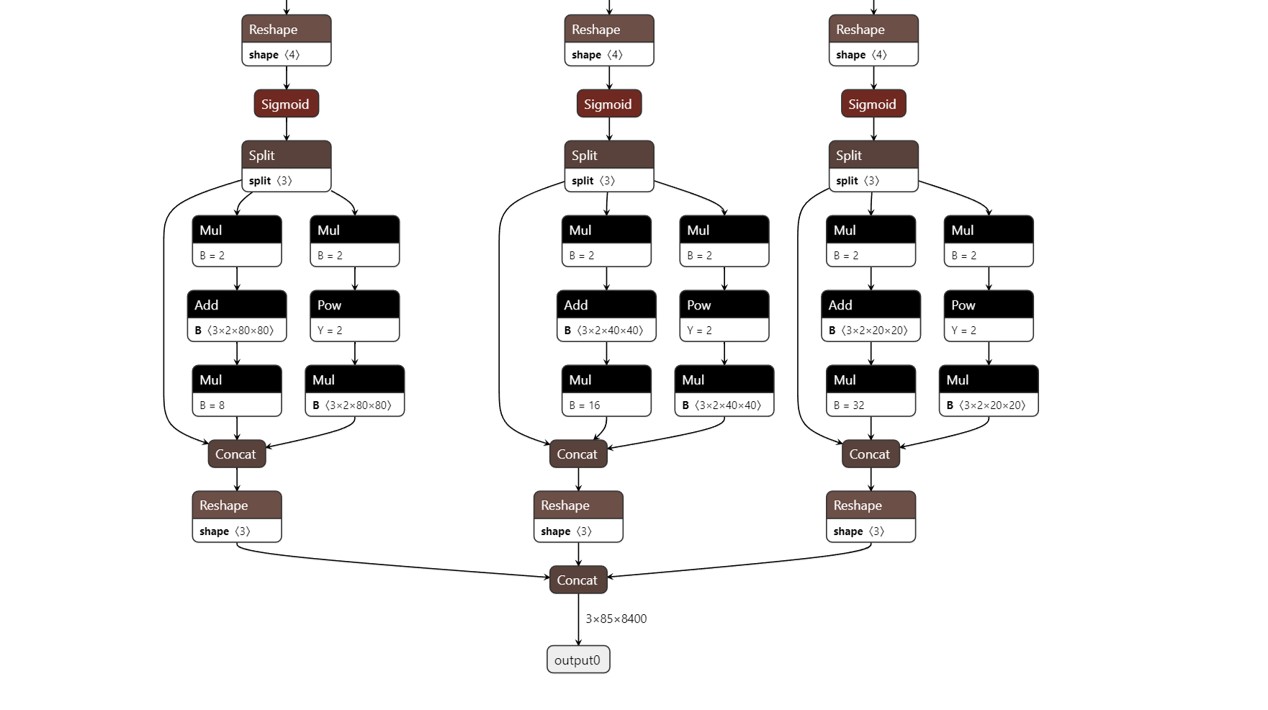 Reshape
shape 〈4〉
Reshape
shape 〈4〉
Reshape
shape 〈4〉
Sigmoid
Sigmoid
Sigmoid
Split
split 〈3〉
Split
split 〈3〉
Split
split 〈3〉
Mul
B = 2
Mul
B = 2
Mul
B = 2
Mul
B = 2
Mul
B = 2
Mul
B = 2
Add
B 〈3×2×80×80〉
Pow
Y = 2
Add
B 〈3×2×40×40〉
Pow
Y = 2
Add
B 〈3×2×20×20〉
Pow
Y = 2
Mul
B = 8
Mul
B 〈3×2×80×80〉
Mul
B = 16
Mul
B 〈3×2×40×40〉
Mul
B = 32
Mul
B 〈3×2×20×20〉
Concat
Concat
Concat
Reshape
shape 〈3〉
Reshape
shape 〈3〉
Reshape
shape 〈3〉
Concat
3×85×8400
output0